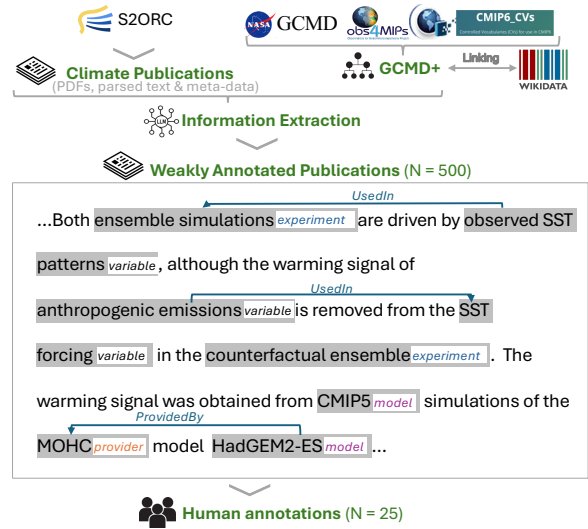 S2ORC
NASA GCMD obs4MIPs CMIP6_CVs
Controlled Vocabularies (CVs) for use in CMIP6
Climate Publications
(PDFs, parsed text & meta-data)
GCMD+
Linking
WIKIDATA
LLM
Information Extraction
Weakly Annotated Publications (N = 500)
UsedIn
...Both ensemble simulations experiment are driven by observed SST
patterns variable, although the warming signal of
UsedIn
anthropogenic emissions variable is removed from the SST
forcing variable in the counterfactual ensemble experiment. The
warming signal was obtained from CMIP5 model simulations of the
ProvidedBy
MOHC provider model HadGEM2-ES model ...
Human annotations (N = 25)